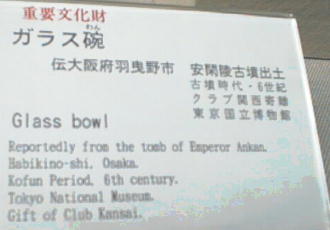 重要文化財
わん
ガラス碗
伝大阪府羽曳野市 安閑陵古墳出土
古墳時代・6世紀
クラブ関西寄贈
東京国立博物館
Glass bowl
Reportedly from the tomb of Emperor Ankan.
Habikino-shi, Osaka.
Kofun Period, 6th century.
Tokyo National Museum.
Gift of Club Kansai.